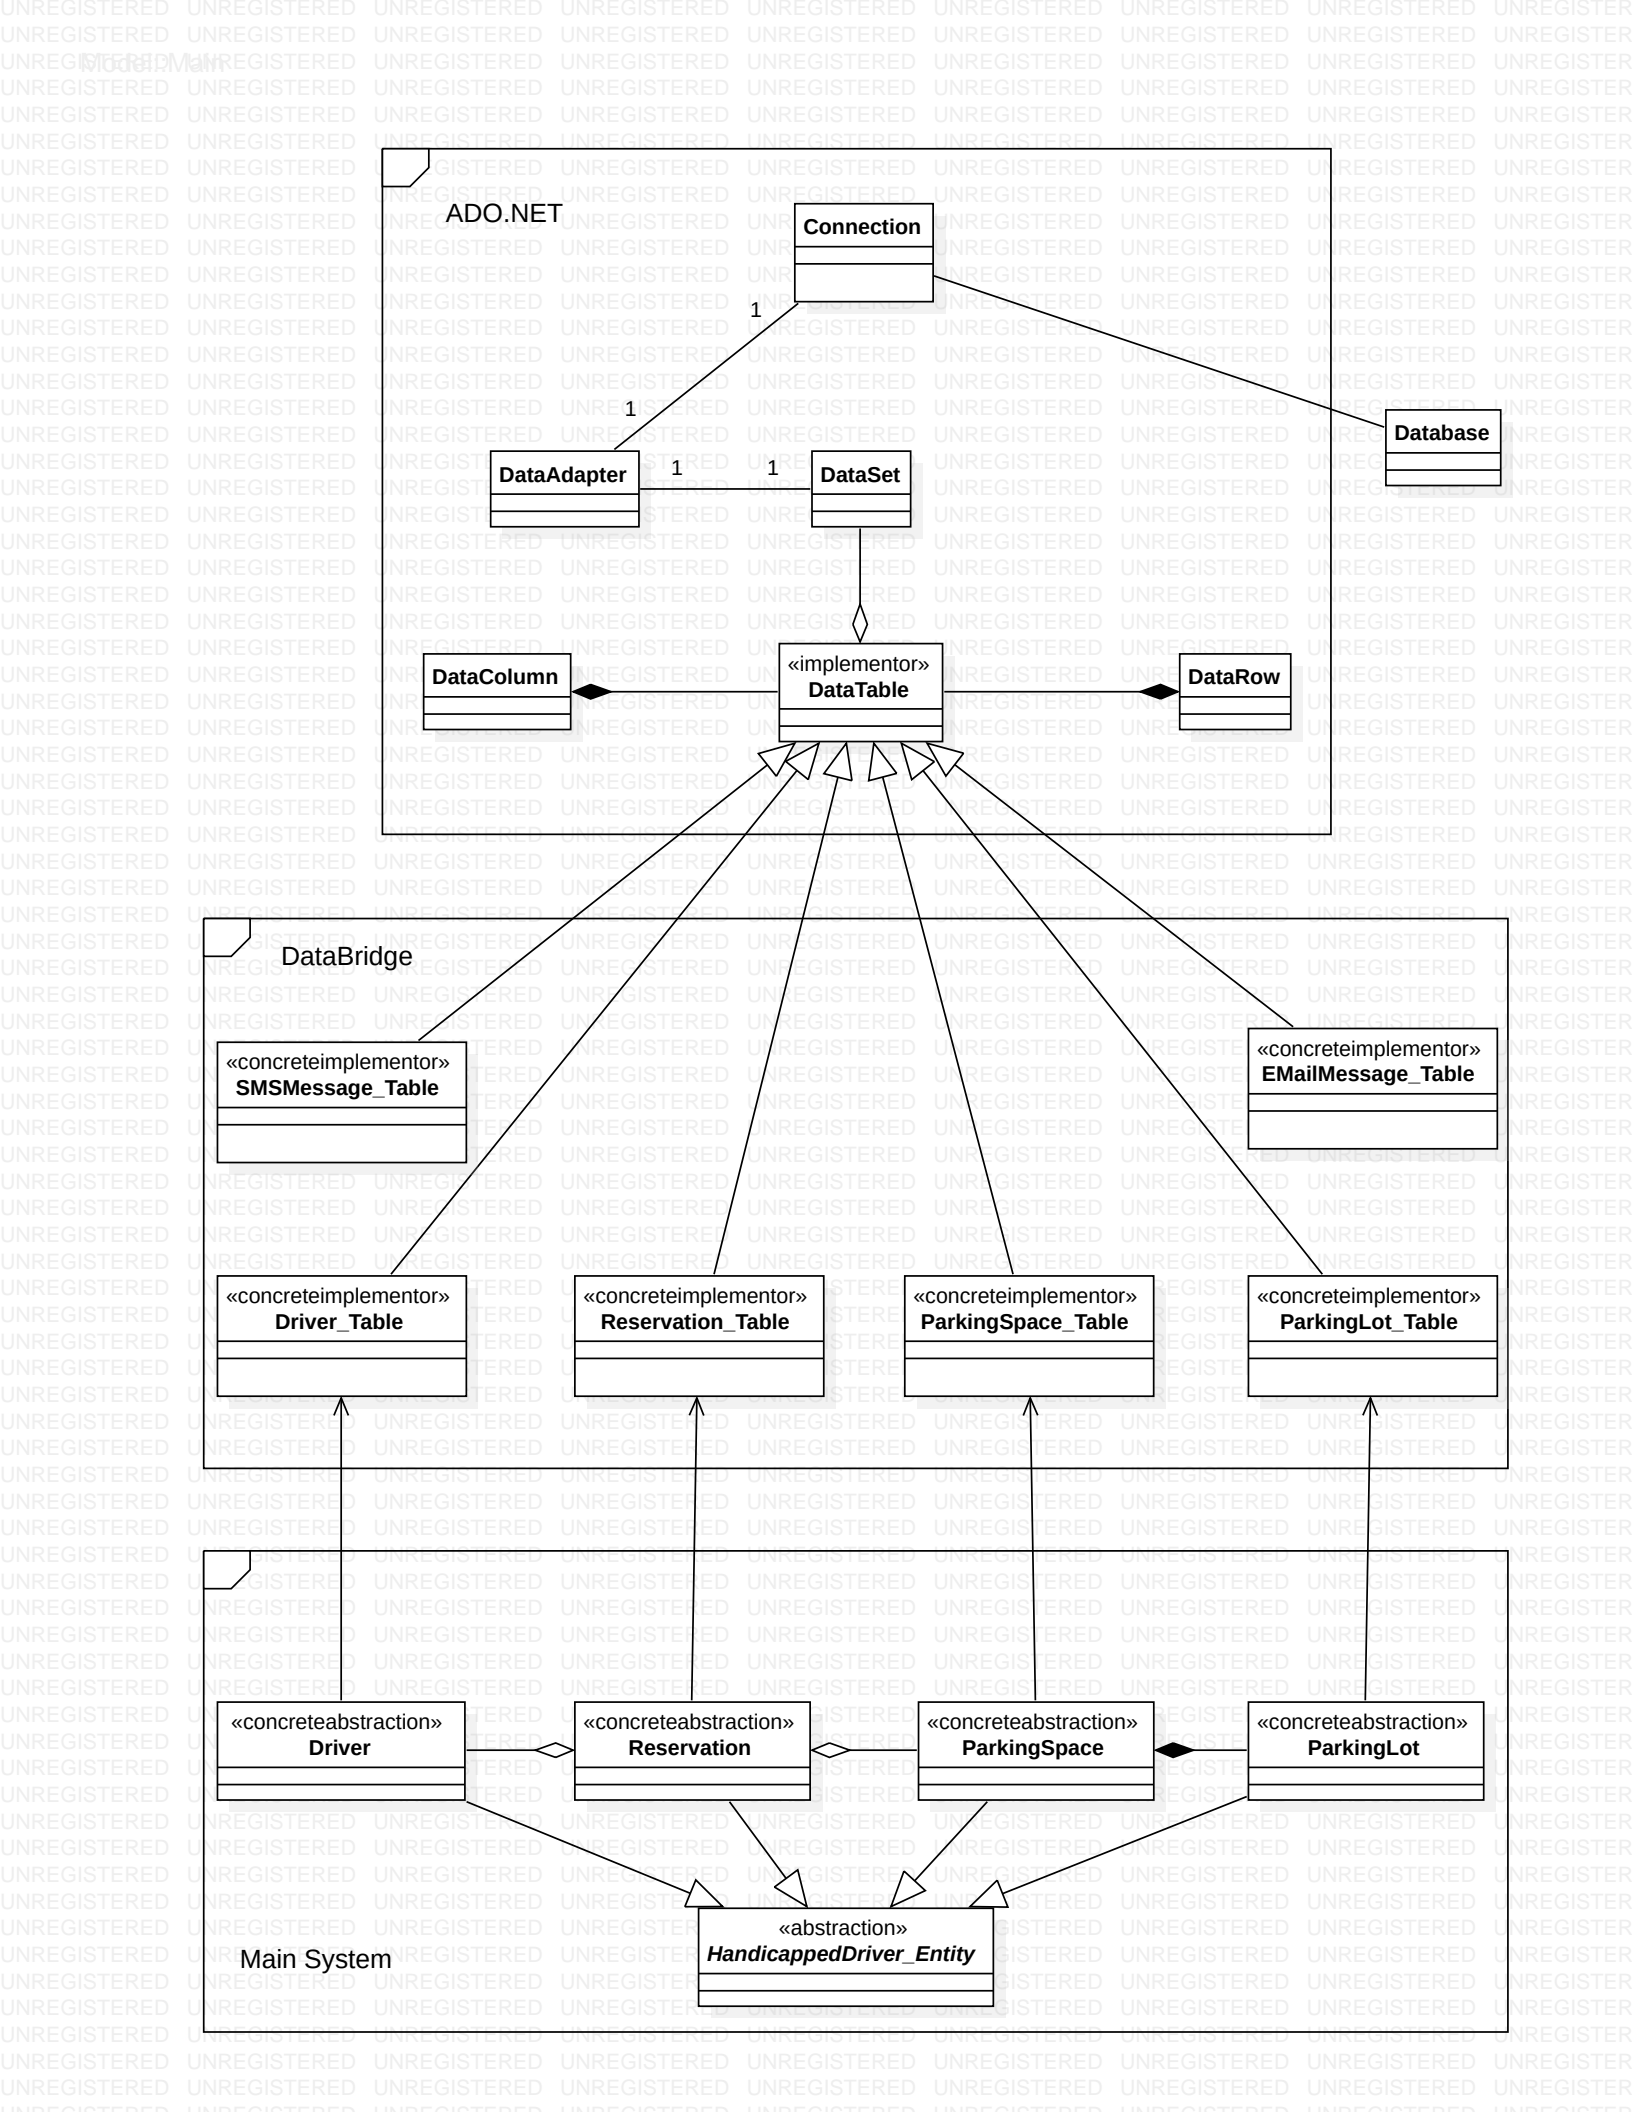 Model::Main
ADO.NET
Connection
1
1
Database
DataAdapter
1
1
DataSet
DataColumn
«implementor»
DataTable
DataRow
DataBridge
«concreteimplementor»
SMSMessage_Table
«concreteimplementor»
EMailMessage_Table
«concreteimplementor»
Driver_Table
«concreteimplementor»
Reservation_Table
«concreteimplementor»
ParkingSpace_Table
«concreteimplementor»
ParkingLot_Table
«concreteabstraction»
Driver
«concreteabstraction»
Reservation
«concreteabstraction»
ParkingSpace
«concreteabstraction»
ParkingLot
«abstraction»
HandicappedDriver_Entity
Main System
UNREGISTERED